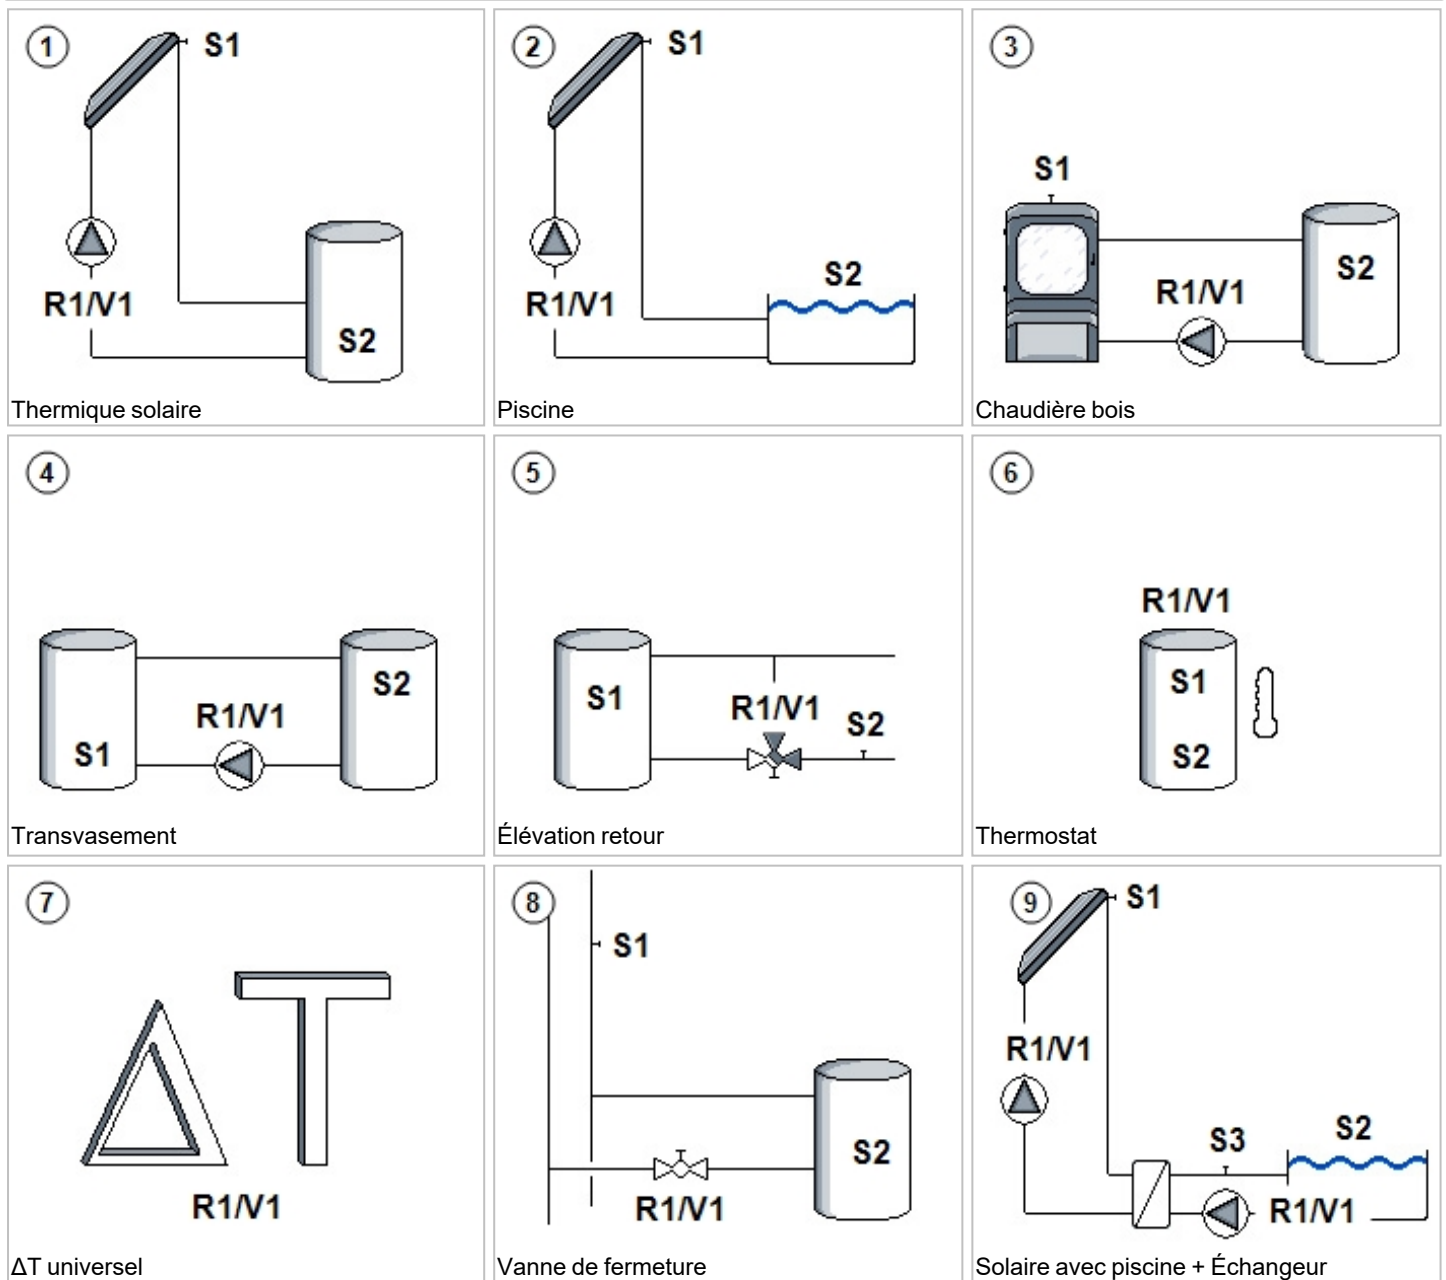 1
S1
R1/V1
S2
Thermique solaire
2
S1
R1/V1
S2
Piscine
3
S1
R1/V1
S2
Chaudière bois
4
S2
R1/V1
S1
Transvasement
5
S1
R1/V1
S2
Élévation retour
6
R1/V1
S1
S2
Thermostat
7
ΔT
R1/V1
ΔT universel
8
S1
S2
R1/V1
Vanne de fermeture
9
S1
R1/V1
S3
S2
R1/V1
Solaire avec piscine + Échangeur